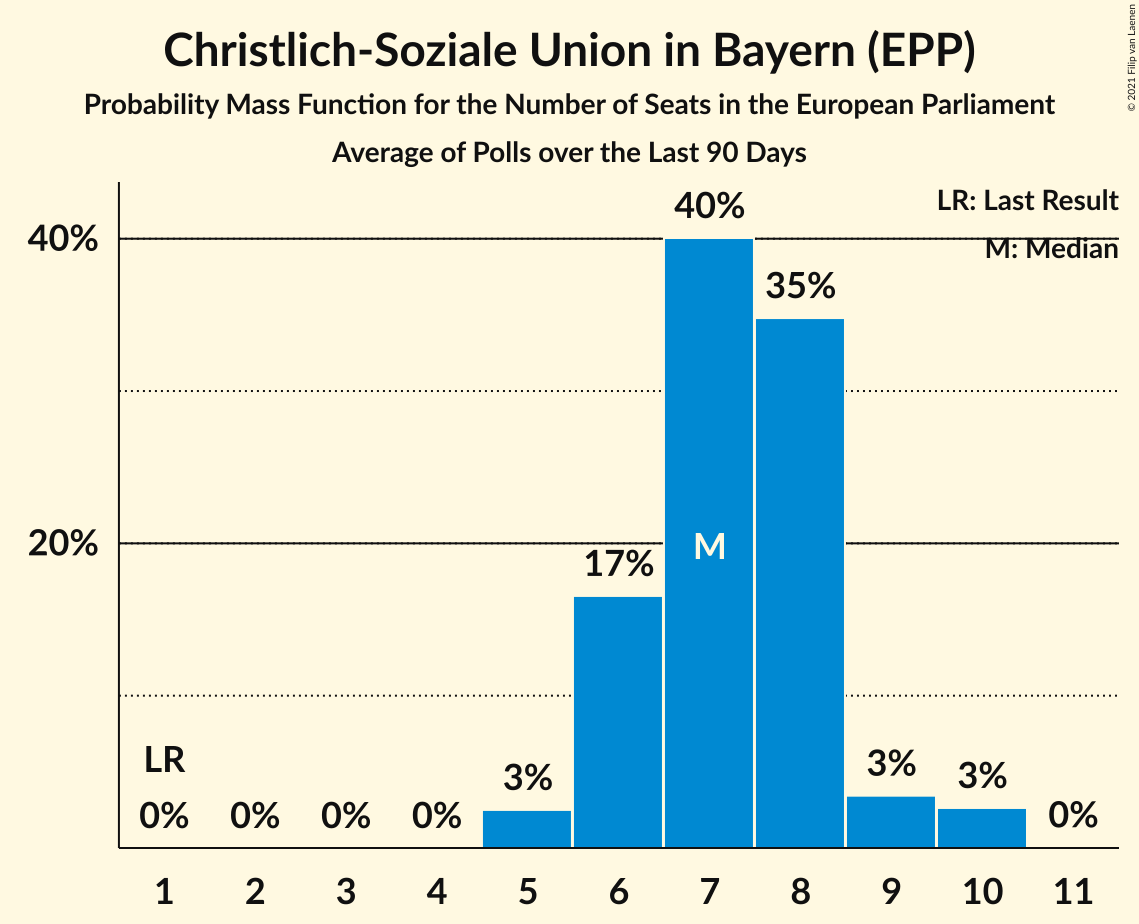 Christlich-Soziale Union in Bayern (EPP)
Probability Mass Function for the Number of Seats in the European Parliament
Average of Polls over the Last 90 Days
© 2021 Filip van Laenen
LR: Last Result
M: Median
40%
20%
40%
35%
17%
M
LR
3%
3%
3%
0%
0%
0%
0%
0%
1 2 3 4 5 6 7 8 9 10 11